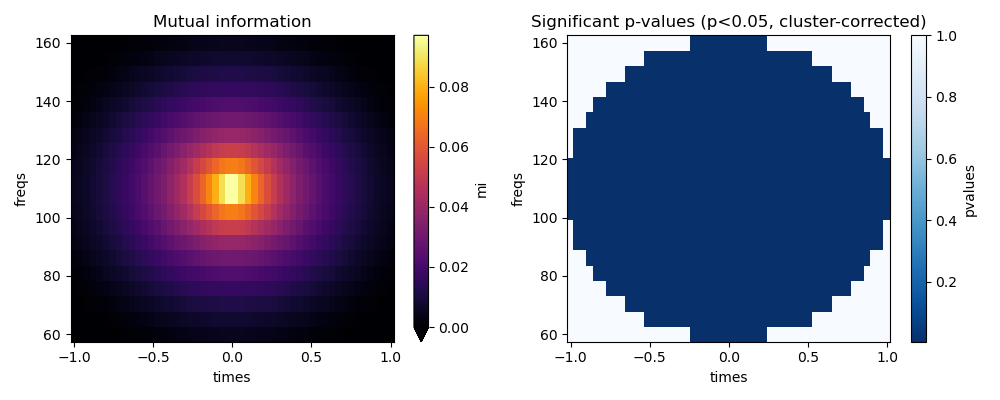 Mutual information
160
140
120
100
80
60
freqs
−1.0 −0.5 0.0 0.5 1.0
times
0.08
0.06
0.04
0.02
0.00
mi
Significant p-values (p<0.05, cluster-corrected)
160
140
120
100
80
60
freqs
−1.0 −0.5 0.0 0.5 1.0
times
1.0
0.8
0.6
0.4
0.2
pvalues